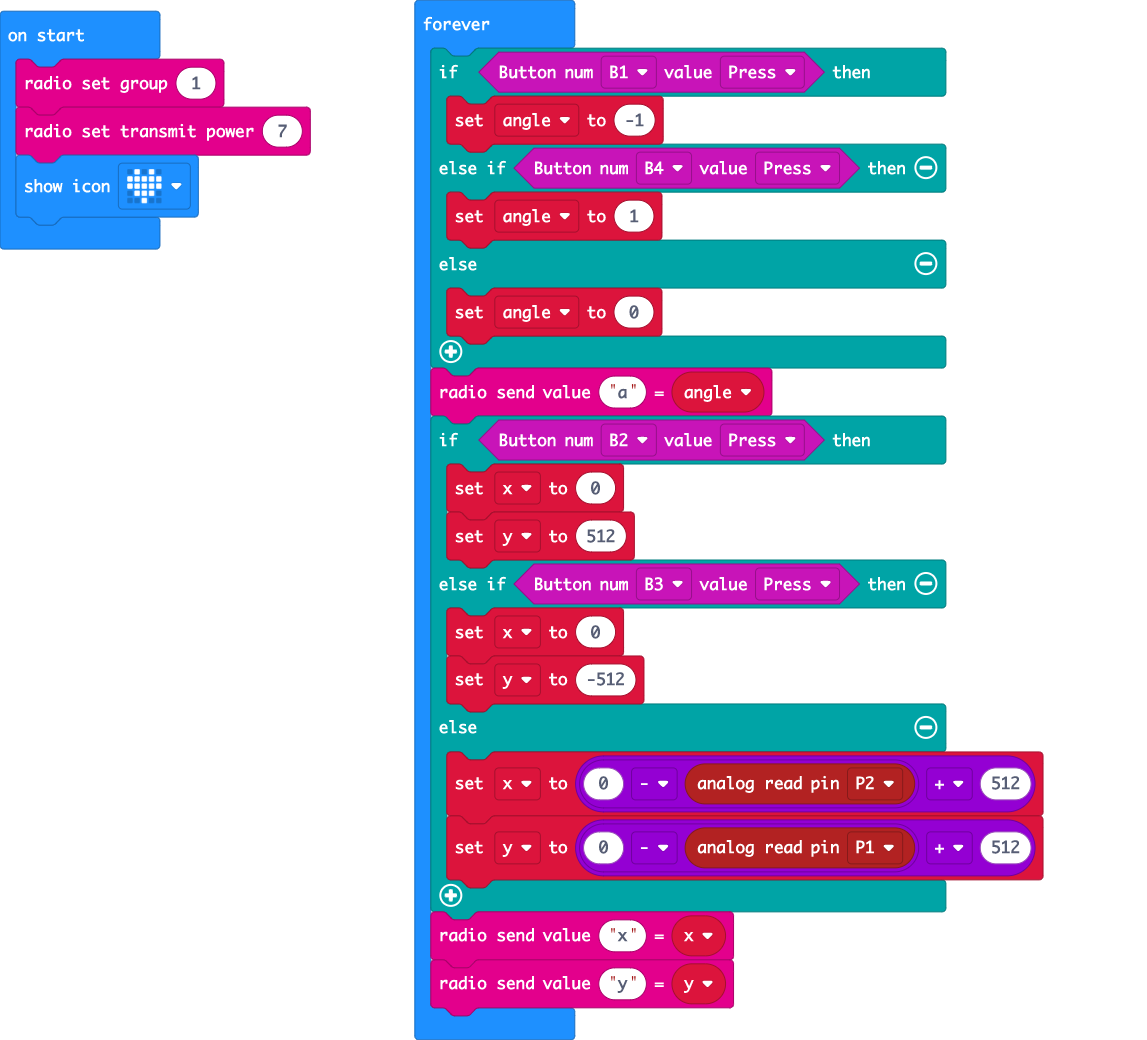 on start
radio set group 1
radio set transmit power 7
show icon
forever
if Button num B1 value Press then
set angle to -1
else if Button num B4 value Press then
set angle to 1
else
set angle to 0
radio send value "a" = angle
if Button num B2 value Press then
set x to 0
set y to 512
else if Button num B3 value Press then
set x to 0
set y to -512
else
set x to 0 - analog read pin P2 + 512
set y to 0 - analog read pin P1 + 512
radio send value "x" = x
radio send value "y" = y